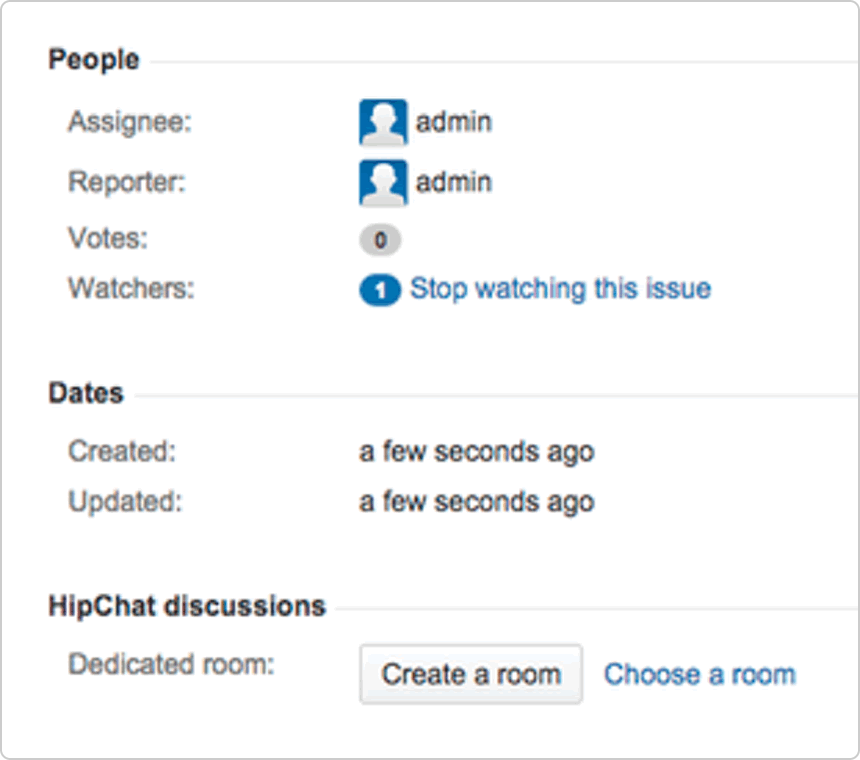 People
Assignee: admin
Reporter: admin
Votes: 0
Watchers: 1 Stop watching this issue
Dates
Created: a few seconds ago
Updated: a few seconds ago
HipChat discussions
Dedicated room: Create a room Choose a room